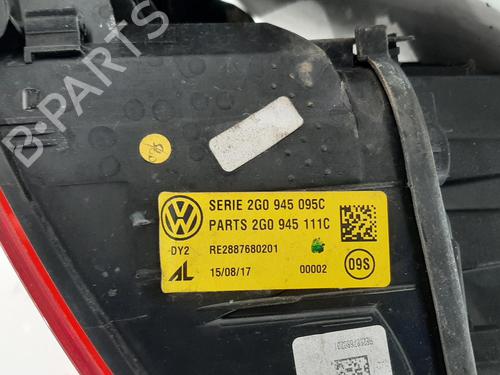 B-PARTS
SERIE 2G0 945 095C
PARTS 2G0 945 111C
DY2 RE2887680201
AL 15/08/17 00002 09S